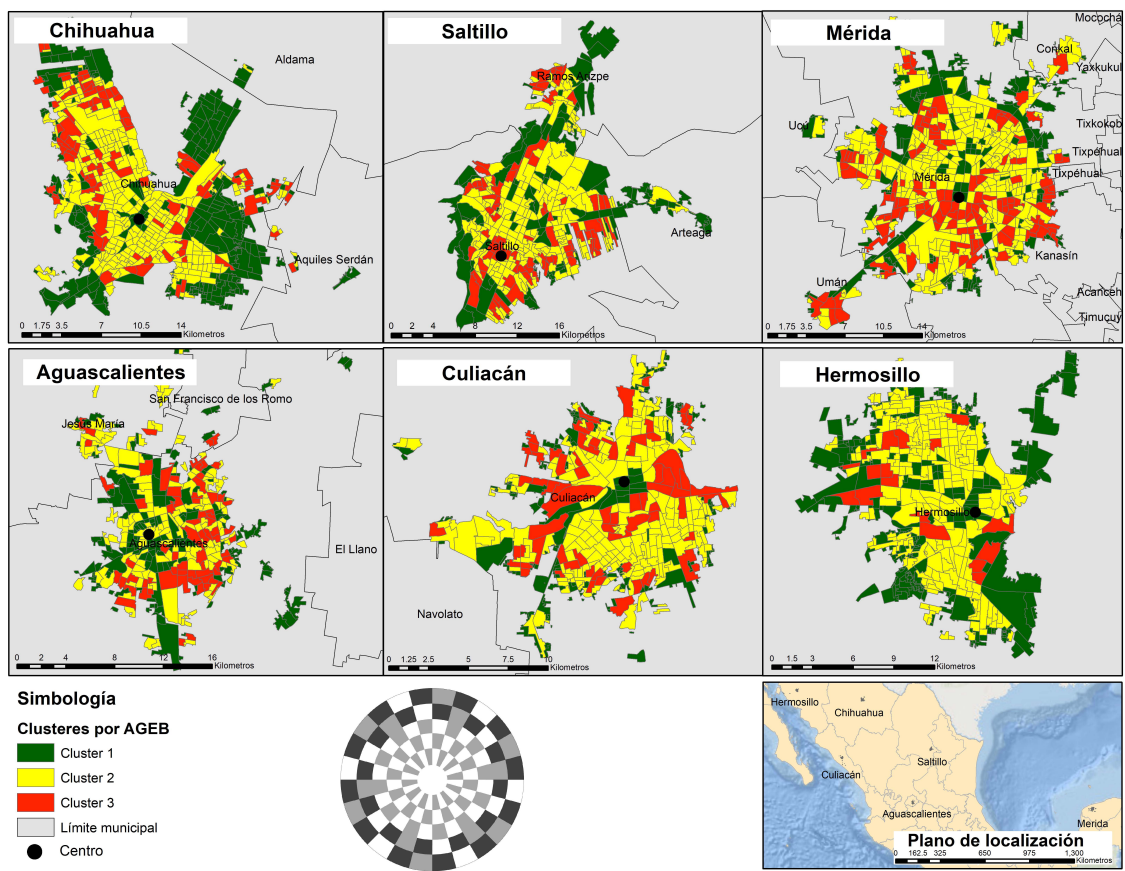 Chihuahua
Aldama
Chihuahua
Aquiles Serdán
0 1.75 3.5 7 10.5 14
Kilometros
Saltillo
Ramos Arizpe
Saltillo
Arteaga
0 2 4 8 12 16
Kilometros
Mérida
Mocochá
Conkal
Yaxkukul
Ucú
Tixkokob
Tixpéhual
Tixpéhual
Mérida
Kanasín
Umán
Acanceh
Timucuy
0 1.75 3.5 7 10.5 14
Kilometros
Aguascalientes
San Francisco de los Romo
Jesús María
Aguascalientes
El Llano
0 2 4 8 12 16
Kilometros
Culiacán
Culiacán
Navolato
0 1.25 2.5 5 7.5 10
Kilometros
Hermosillo
Hermosillo
0 1.5 3 6 9 12
Kilometros
Simbología
Clusteres por AGEB
Cluster 1
Cluster 2
Cluster 3
Límite municipal
Centro
Hermosillo
Chihuahua
Saltillo
Culiacán
Aguascalientes
Merida
Plano de localización
0 162.5 325 650 975 1,300
Kilometros